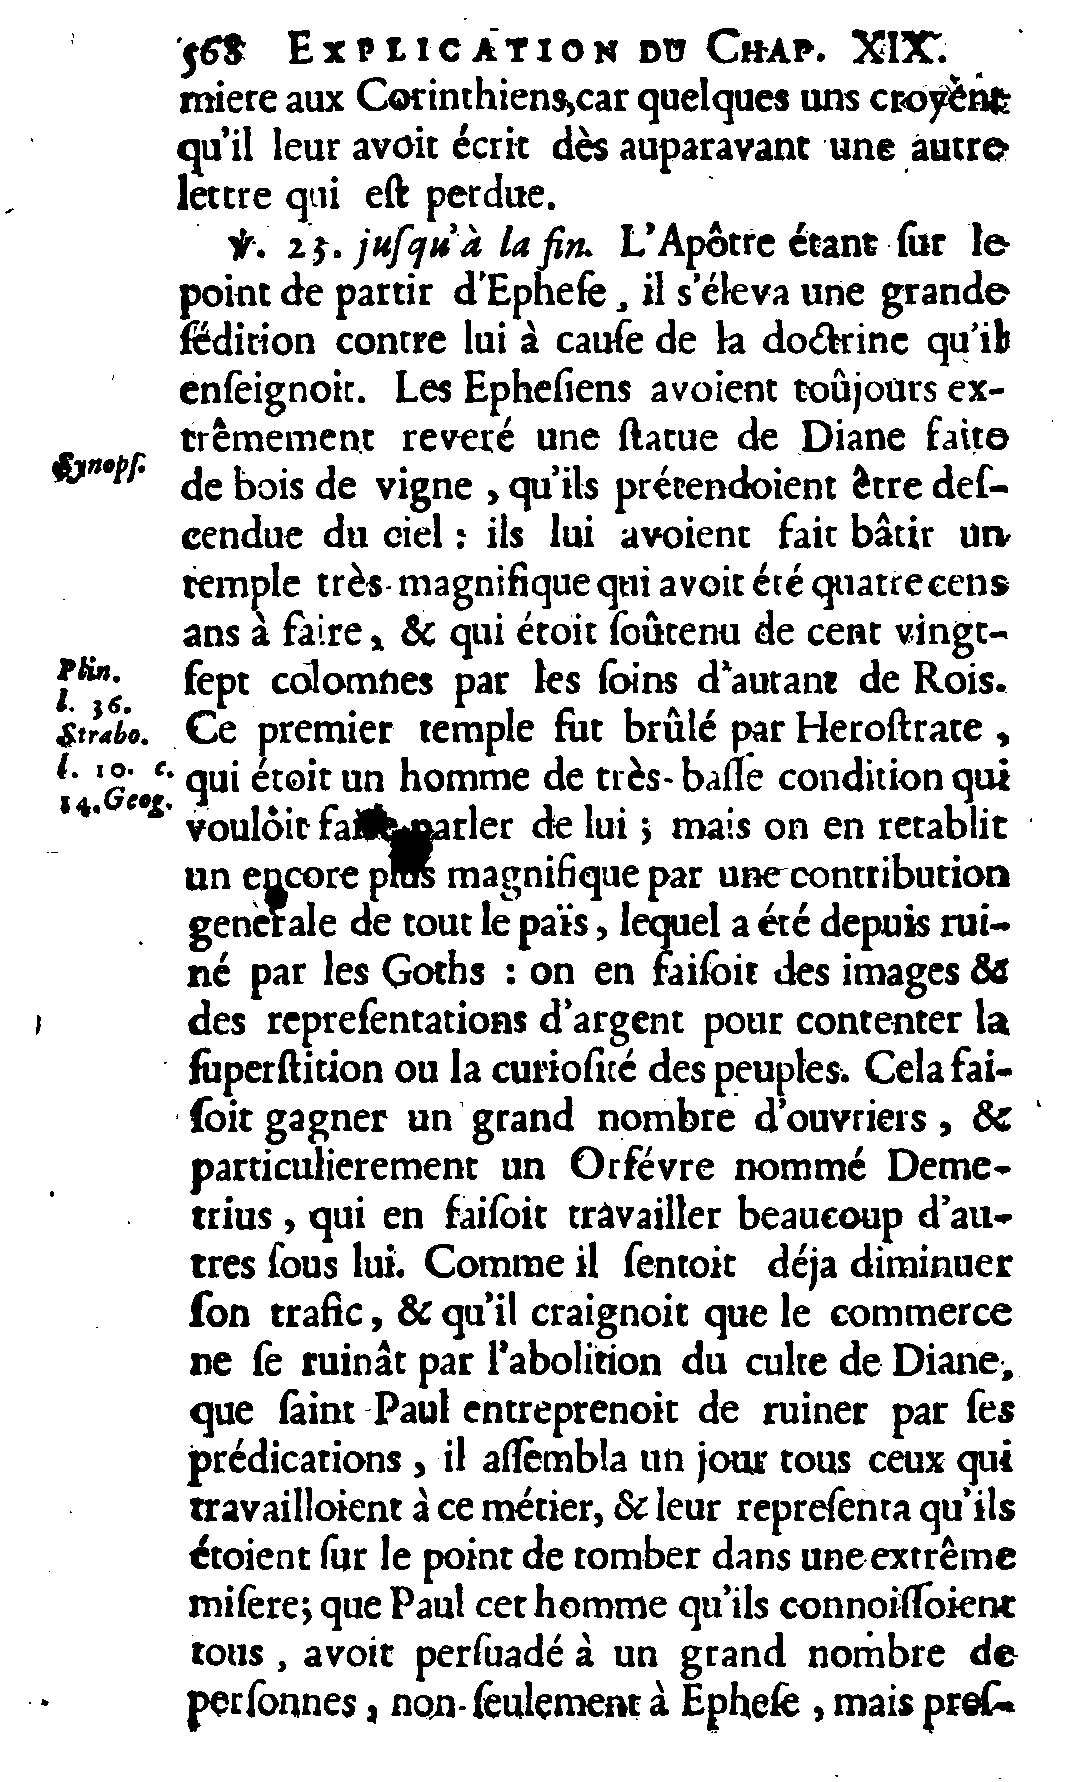 568 EXPLICATION DU CHAP. XIX.
miere aux Corinthiens, car quelques uns croyent
qu'il leur avoit écrit dès auparavant une autre
lettre qui eſt perdue.
℣. 23. juſqu'à la fin. L'Apôtre étant ſur le
point de partir d'Epheſe, il s'éleva une grande
ſédition contre lui à cauſe de la doctrine qu'il
enſeignoit. Les Epheſiens avoient toûjours ex-
trêmement reveré une ſtatue de Diane faite
Synopſ.
de bois de vigne, qu'ils prétendoient être deſ-
cendue du ciel : ils lui avoient fait bâtir un
temple très-magnifique qui avoit été quatre cens
ans à faire, & qui étoit ſoûtenu de cent vingt-
Plin.
l. 36.
Strabo.
l. 10. c.
14. Geog.
ſept colomnes par les ſoins d'autant de Rois.
Ce premier temple fut brûlé par Heroſtrate,
qui étoit un homme de très-baſſe condition qui
vouloit faire parler de lui ; mais on en retablit
un encore plus magnifique par une contribution
generale de tout le païs, lequel a été depuis rui-
né par les Goths : on en faiſoit des images &
des repreſentations d'argent pour contenter la
ſuperſtition ou la curioſité des peuples. Cela fai-
ſoit gagner un grand nombre d'ouvriers, &
particulierement un Orfévre nommé Deme-
trius, qui en faiſoit travailler beaucoup d'au-
tres ſous lui. Comme il ſentoit déja diminuer
ſon trafic, & qu'il craignoit que le commerce
ne ſe ruinât par l'abolition du culte de Diane,
que ſaint Paul entreprenoit de ruiner par ſes
prédications, il aſſembla un jour tous ceux qui
travailloient à ce métier, & leur repreſenta qu'ils
étoient ſur le point de tomber dans une extrême
miſere; que Paul cet homme qu'ils connoiſſoient
tous, avoit perſuadé à un grand nombre de
perſonnes, non-ſeulement à Epheſe, mais preſ-